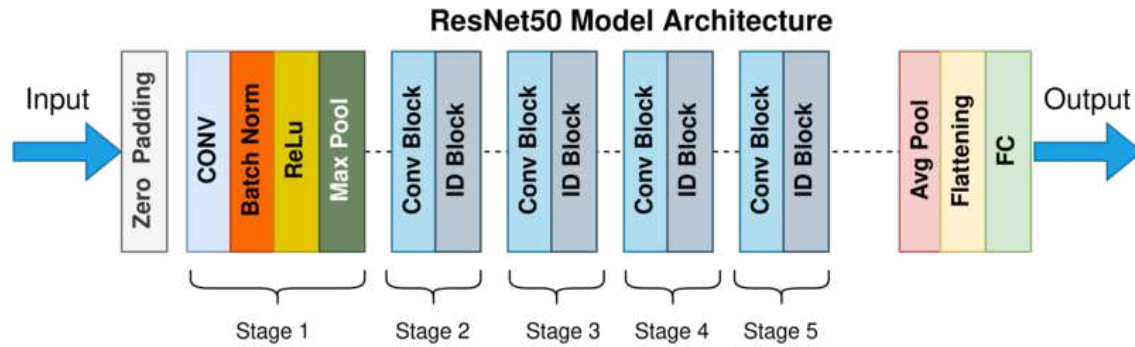 ResNet50 Model Architecture
Input
Zero Padding
CONV
Batch Norm
ReLu
Max Pool
Conv Block
ID Block
Conv Block
ID Block
Conv Block
ID Block
Conv Block
ID Block
Avg Pool
Flattening
FC
Output
Stage 1
Stage 2
Stage 3
Stage 4
Stage 5